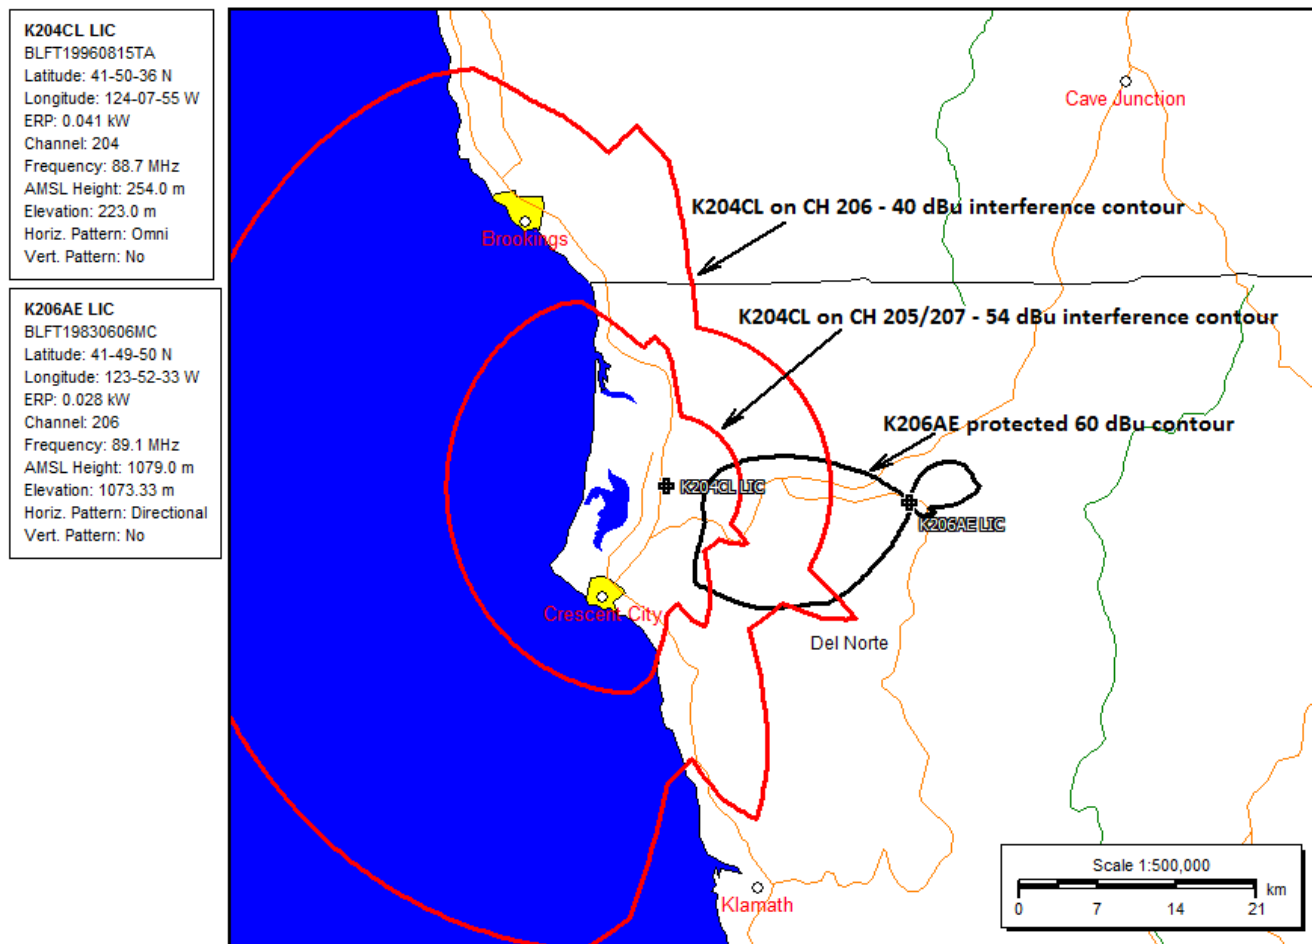 K204CL LIC
BLFT19960815TA
Latitude: 41-50-36 N
Longitude: 124-07-55 W
ERP: 0.041 kW
Channel: 204
Frequency: 88.7 MHz
AMSL Height: 254.0 m
Elevation: 223.0 m
Horiz. Pattern: Omni
Vert. Pattern: No
K206AE LIC
BLFT19830606MC
Latitude: 41-49-50 N
Longitude: 123-52-33 W
ERP: 0.028 kW
Channel: 206
Frequency: 89.1 MHz
AMSL Height: 1079.0 m
Elevation: 1073.33 m
Horiz. Pattern: Directional
Vert. Pattern: No
Cave Junction
K204CL on CH 206 - 40 dBu interference contour
Brookings
K204CL on CH 205/207 - 54 dBu interference contour
K206AE protected 60 dBu contour
K204CL LIC
K206AE LIC
Crescent City
Del Norte
Klamath
Scale 1:500,000
km
0 7 14 21